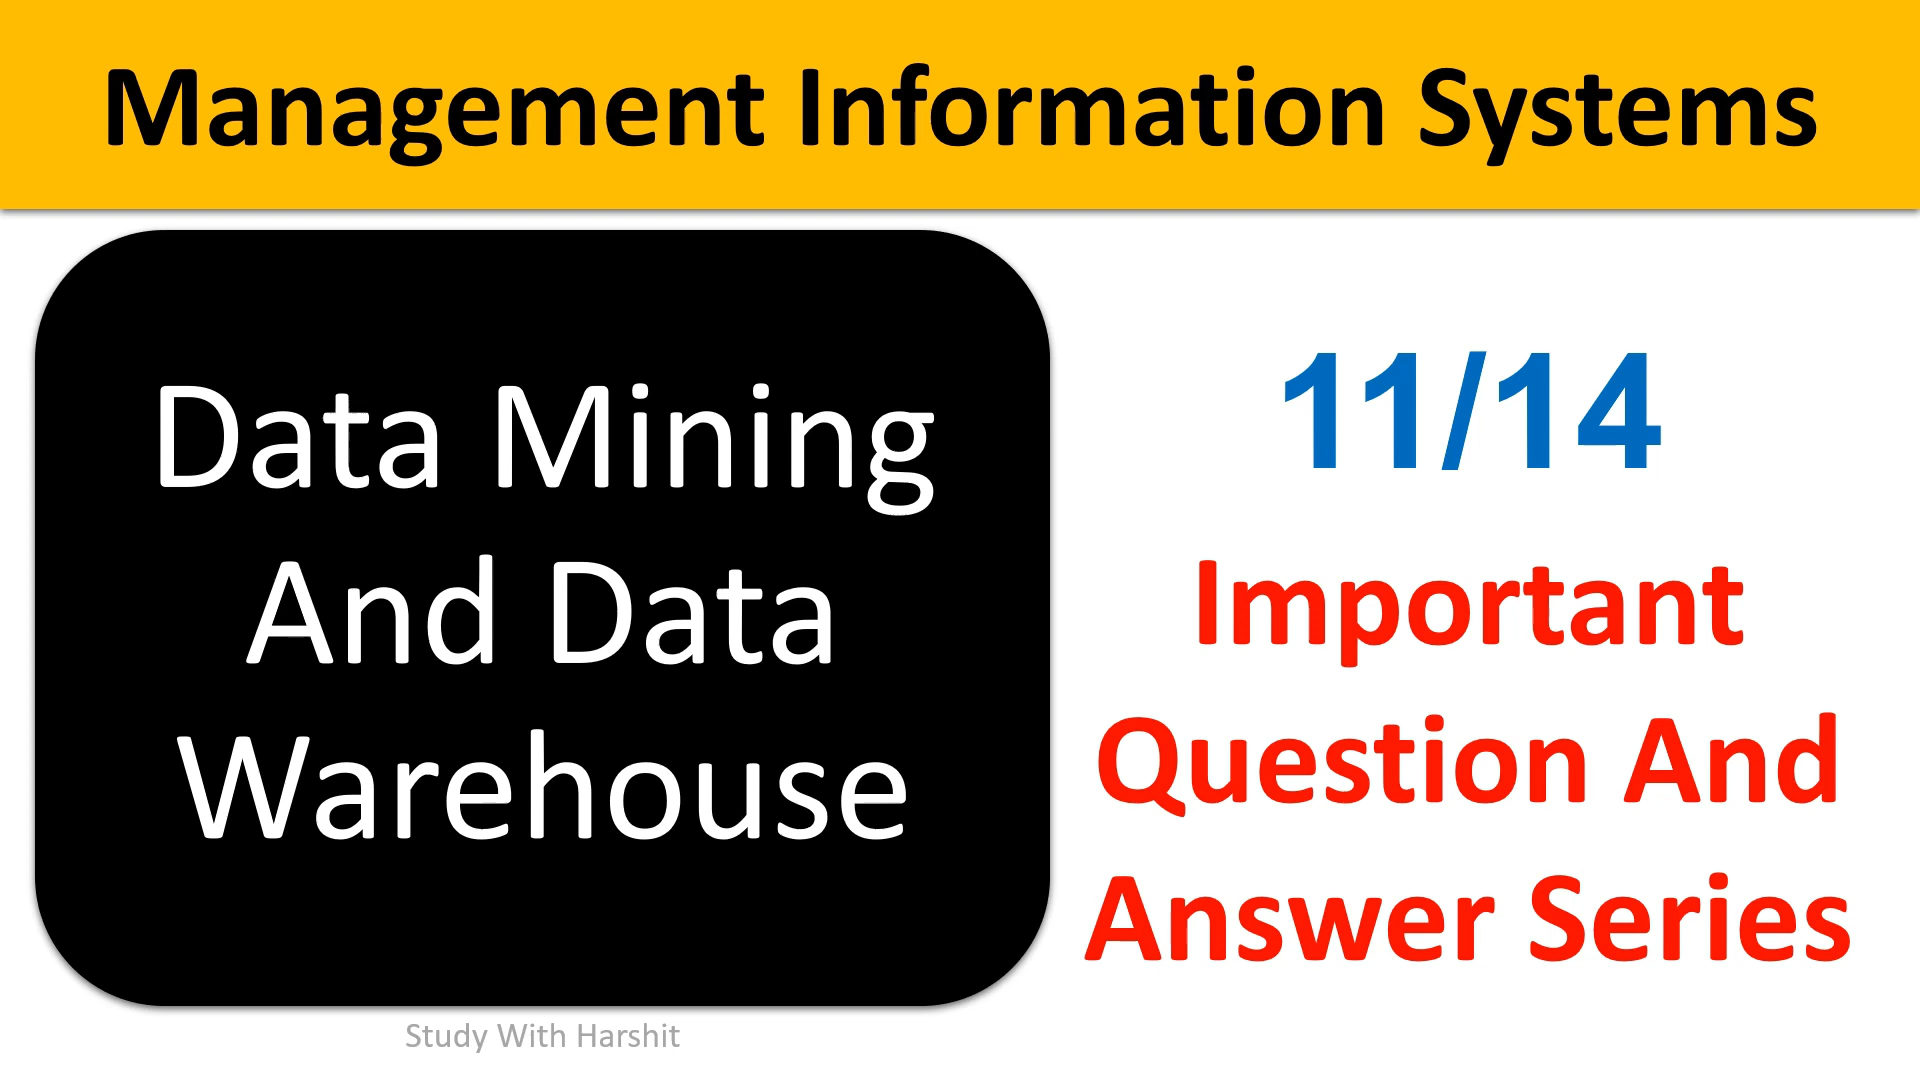 Management Information Systems
Data Mining
And Data
Warehouse
11/14
Important
Question And
Answer Series
Study With Harshit